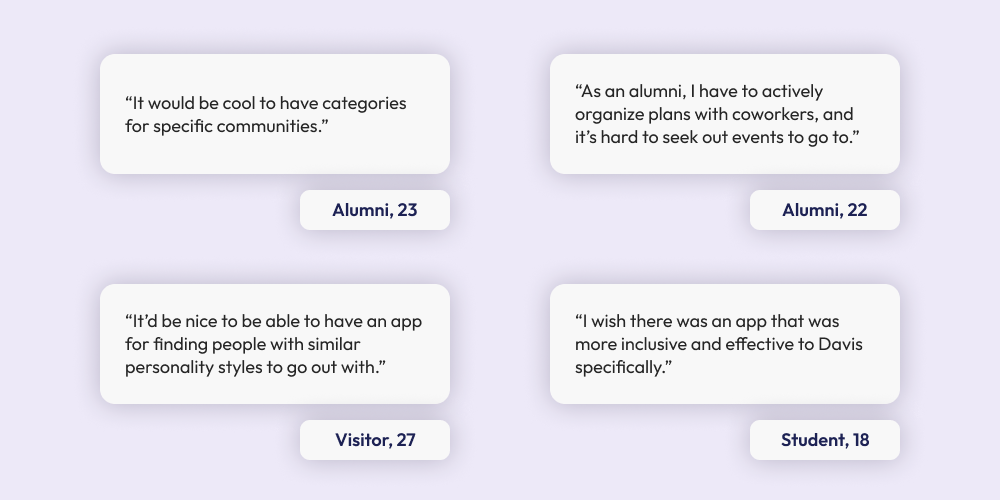 “It would be cool to have categories
for specific communities.”
Alumni, 23
“As an alumni, I have to actively
organize plans with coworkers, and
it’s hard to seek out events to go to.”
Alumni, 22
“It’d be nice to be able to have an app
for finding people with similar
personality styles to go out with.”
Visitor, 27
“I wish there was an app that was
more inclusive and effective to Davis
specifically.”
Student, 18